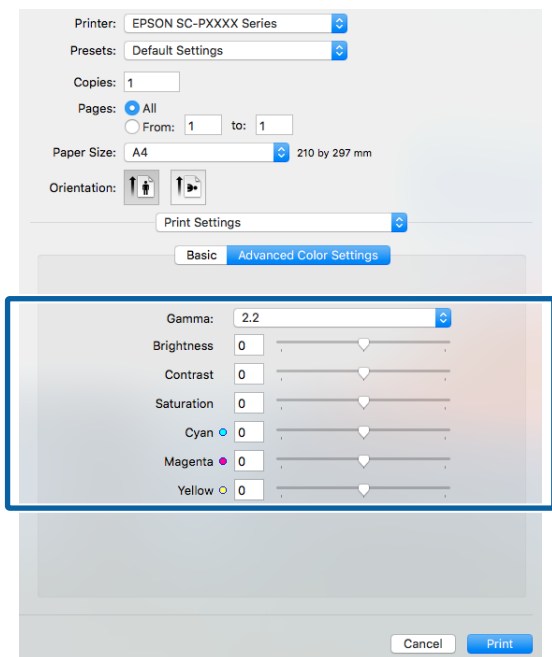 Printer: EPSON SC-PXXXX Series
Presets: Default Settings
Copies: 1
Pages: All
From: 1 to: 1
Paper Size: A4 210 by 297 mm
Orientation:
Print Settings
Basic Advanced Color Settings
Gamma: 2.2
Brightness 0
Contrast 0
Saturation 0
Cyan 0
Magenta 0
Yellow 0
Cancel Print